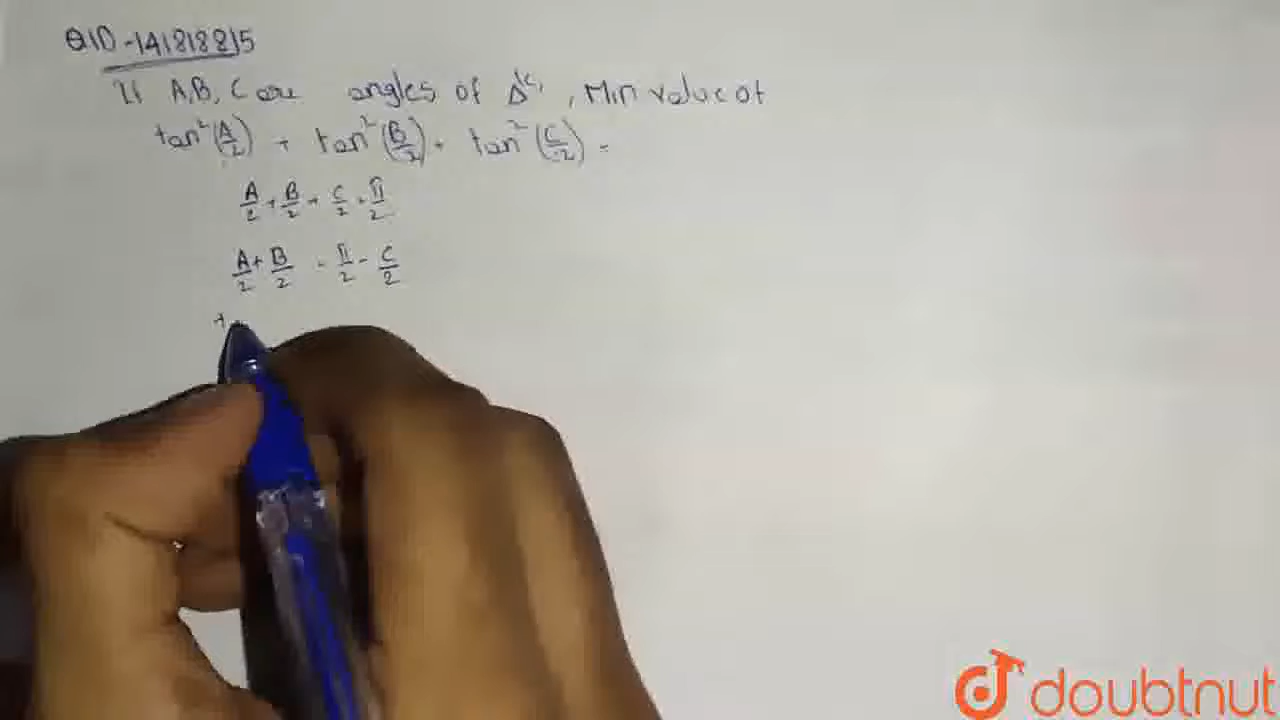 QID-141818815
If A,B, C are angles of Δle, Min value of
tan²(A/2) + tan²(B/2) + tan²(C/2) =
A/2 + B/2 + C/2 = π/2
A/2 + B/2 = π/2 - C/2
doubtnut